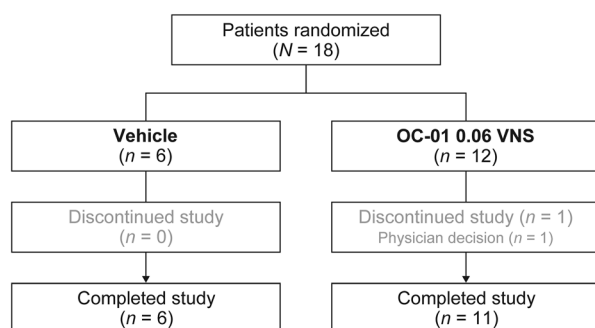 Patients randomized
(N = 18)
Vehicle
(n = 6)
OC-01 0.06 VNS
(n = 12)
Discontinued study
(n = 0)
Discontinued study (n = 1)
Physician decision (n = 1)
Completed study
(n = 6)
Completed study
(n = 11)